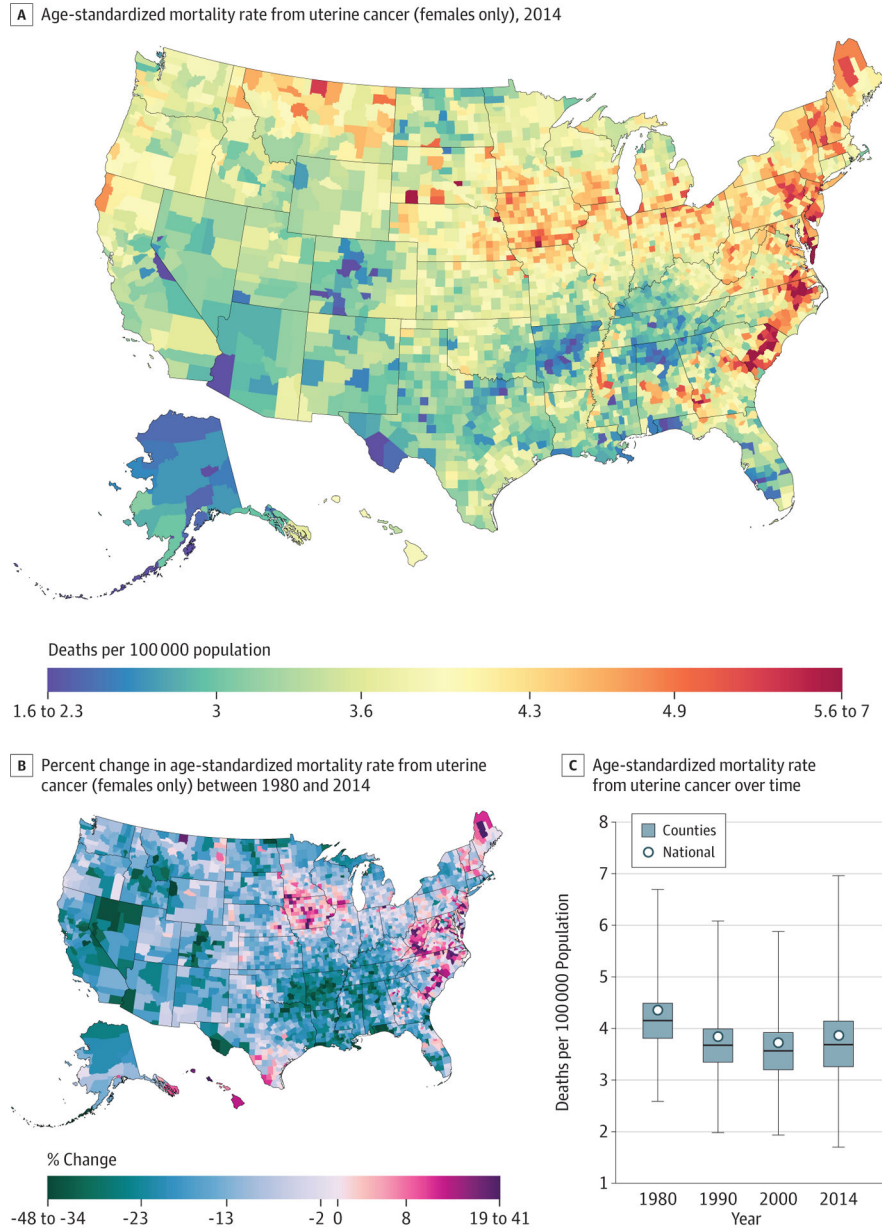 A Age-standardized mortality rate from uterine cancer (females only), 2014
Deaths per 100 000 population
1.6 to 2.3 3 3.6 4.3 4.9 5.6 to 7
B Percent change in age-standardized mortality rate from uterine
cancer (females only) between 1980 and 2014
% Change
-48 to -34 -23 -13 -2 0 8 19 to 41
C Age-standardized mortality rate
from uterine cancer over time
Counties
National
Deaths per 100 000 Population
8
7
6
5
4
3
2
1
1980 1990 2000 2014
Year